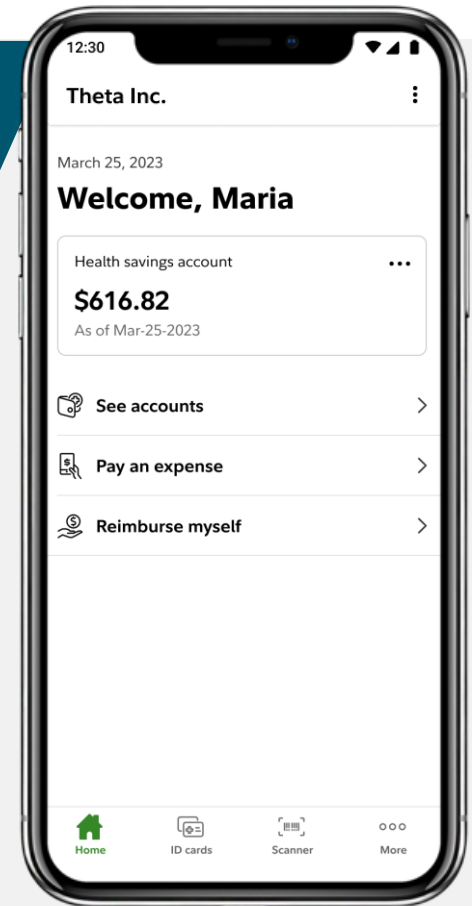 12:30
Theta Inc.
March 25, 2023
Welcome, Maria
Health savings account
$616.82
As of Mar-25-2023
See accounts
Pay an expense
Reimburse myself
Home ID cards Scanner More